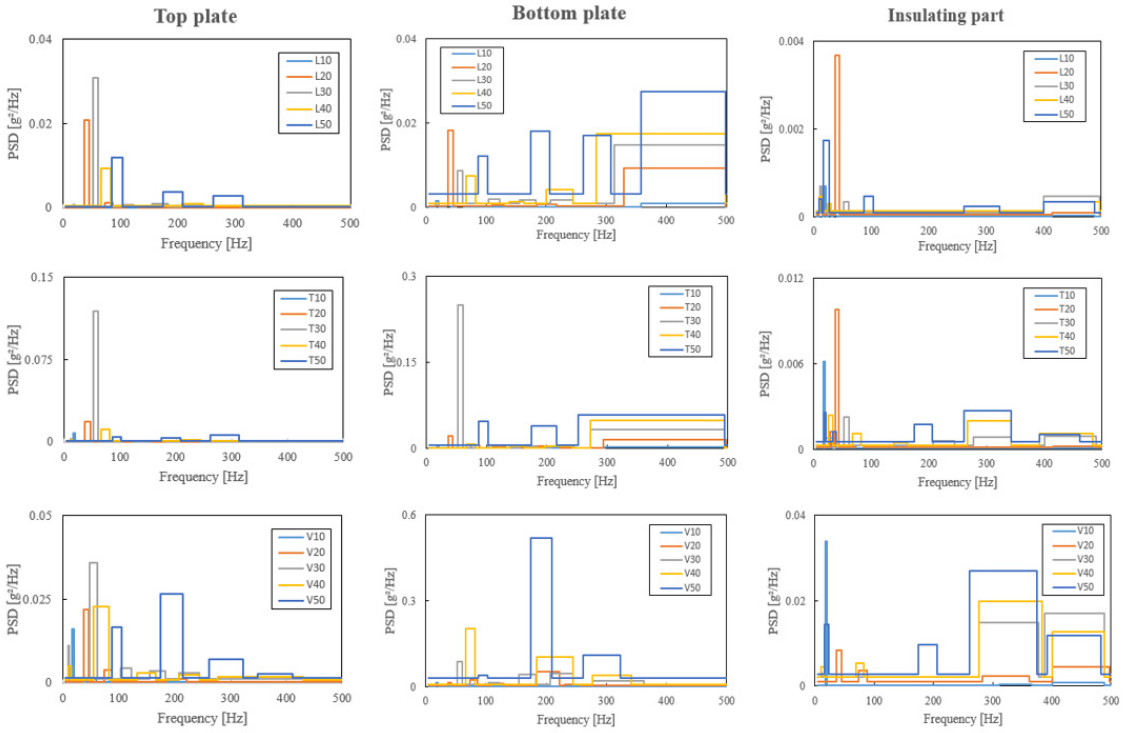 Top plate
Bottom plate
Insulating part
PSD [g²/Hz]
0.04
0.02
0
L10
L20
L30
L40
L50
0 100 200 300 400 500
Frequency [Hz]
PSD [g²/Hz]
0.04
0.02
0
L10
L20
L30
L40
L50
0 100 200 300 400 500
Frequency [Hz]
PSD [g²/Hz]
0.004
0.002
0
L10
L20
L30
L40
L50
0 100 200 300 400 500
Frequency [Hz]
PSD [g²/Hz]
0.15
0.075
0
T10
T20
T30
T40
T50
0 100 200 300 400 500
Frequency [Hz]
PSD [g²/Hz]
0.3
0.15
0
T10
T20
T30
T40
T50
0 100 200 300 400 500
Frequency [Hz]
PSD [g²/Hz]
0.012
0.006
0
T10
T20
T30
T40
T50
0 100 200 300 400 500
Frequency [Hz]
PSD [g²/Hz]
0.05
0.025
0
V10
V20
V30
V40
V50
0 100 200 300 400 500
Frequency [Hz]
PSD [g²/Hz]
0.6
0.3
0
V10
V20
V30
V40
V50
0 100 200 300 400 500
Frequency [Hz]
PSD [g²/Hz]
0.04
0.02
0
V10
V20
V30
V40
V50
0 100 200 300 400 500
Frequency [Hz]